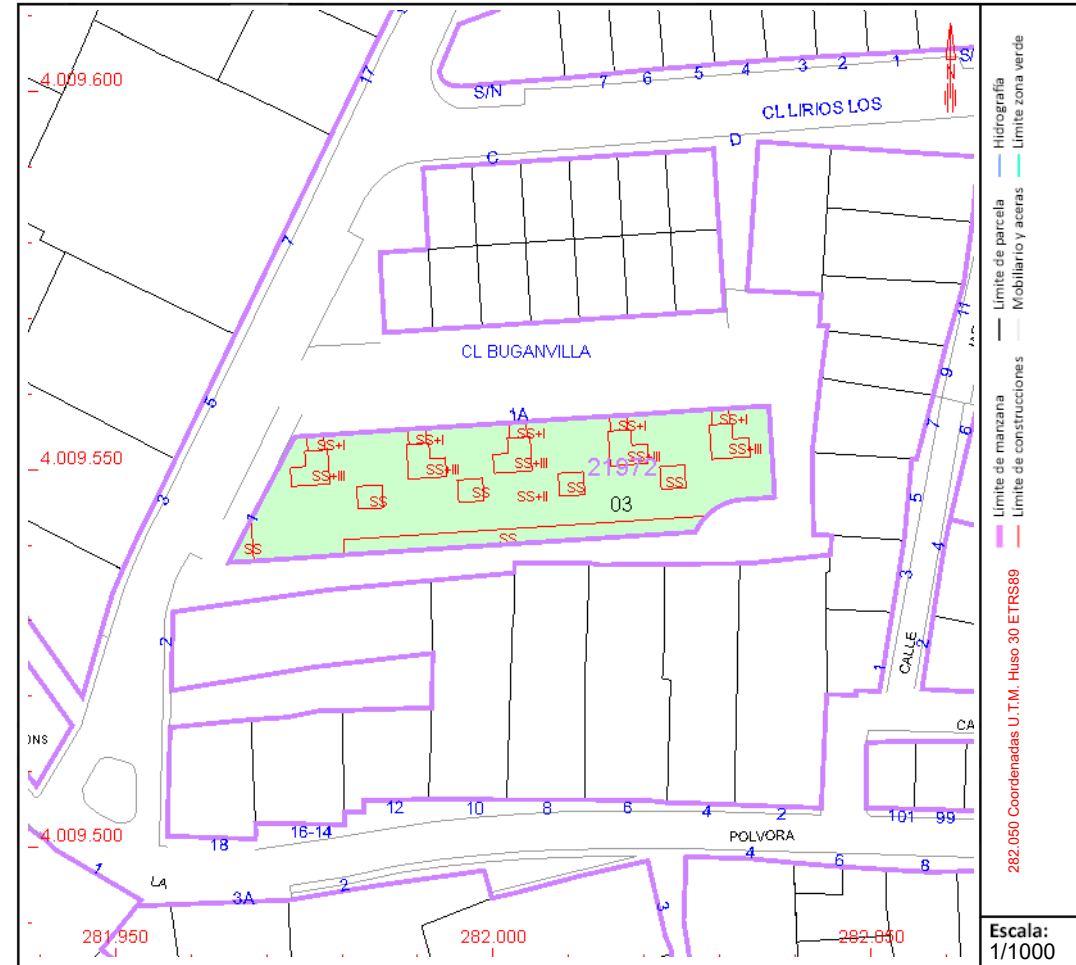 4.009.600
17
S/N
7
6
5
4
3
2
1
S/
N
CL LIRIOS LOS
C
D
7
11
CL BUGANVILLA
5
9
1A
7
6
SS+I
SS+I
SS+I
SS+I
SS+I
4.009.550
SS+III
SS+III
SS+III
SS+III
SS+III
21972
SS
SS
SS+II
SS
SS
03
3
5
1
SS
SS
4
3
2
2
1
CALLE
ONS
CA
12
10
8
6
4
2
101
99
4.009.500
18
16-14
POLVORA
4
6
8
1
LA
3A
2
3
281.950
282.000
282.050
Límite de manzana
Límite de parcela
Hidrografía
Límite de construcciones
Mobiliario y aceras
Límite zona verde
282.050 Coordenadas U.T.M. Huso 30 ETRS89
Escala:
1/1000